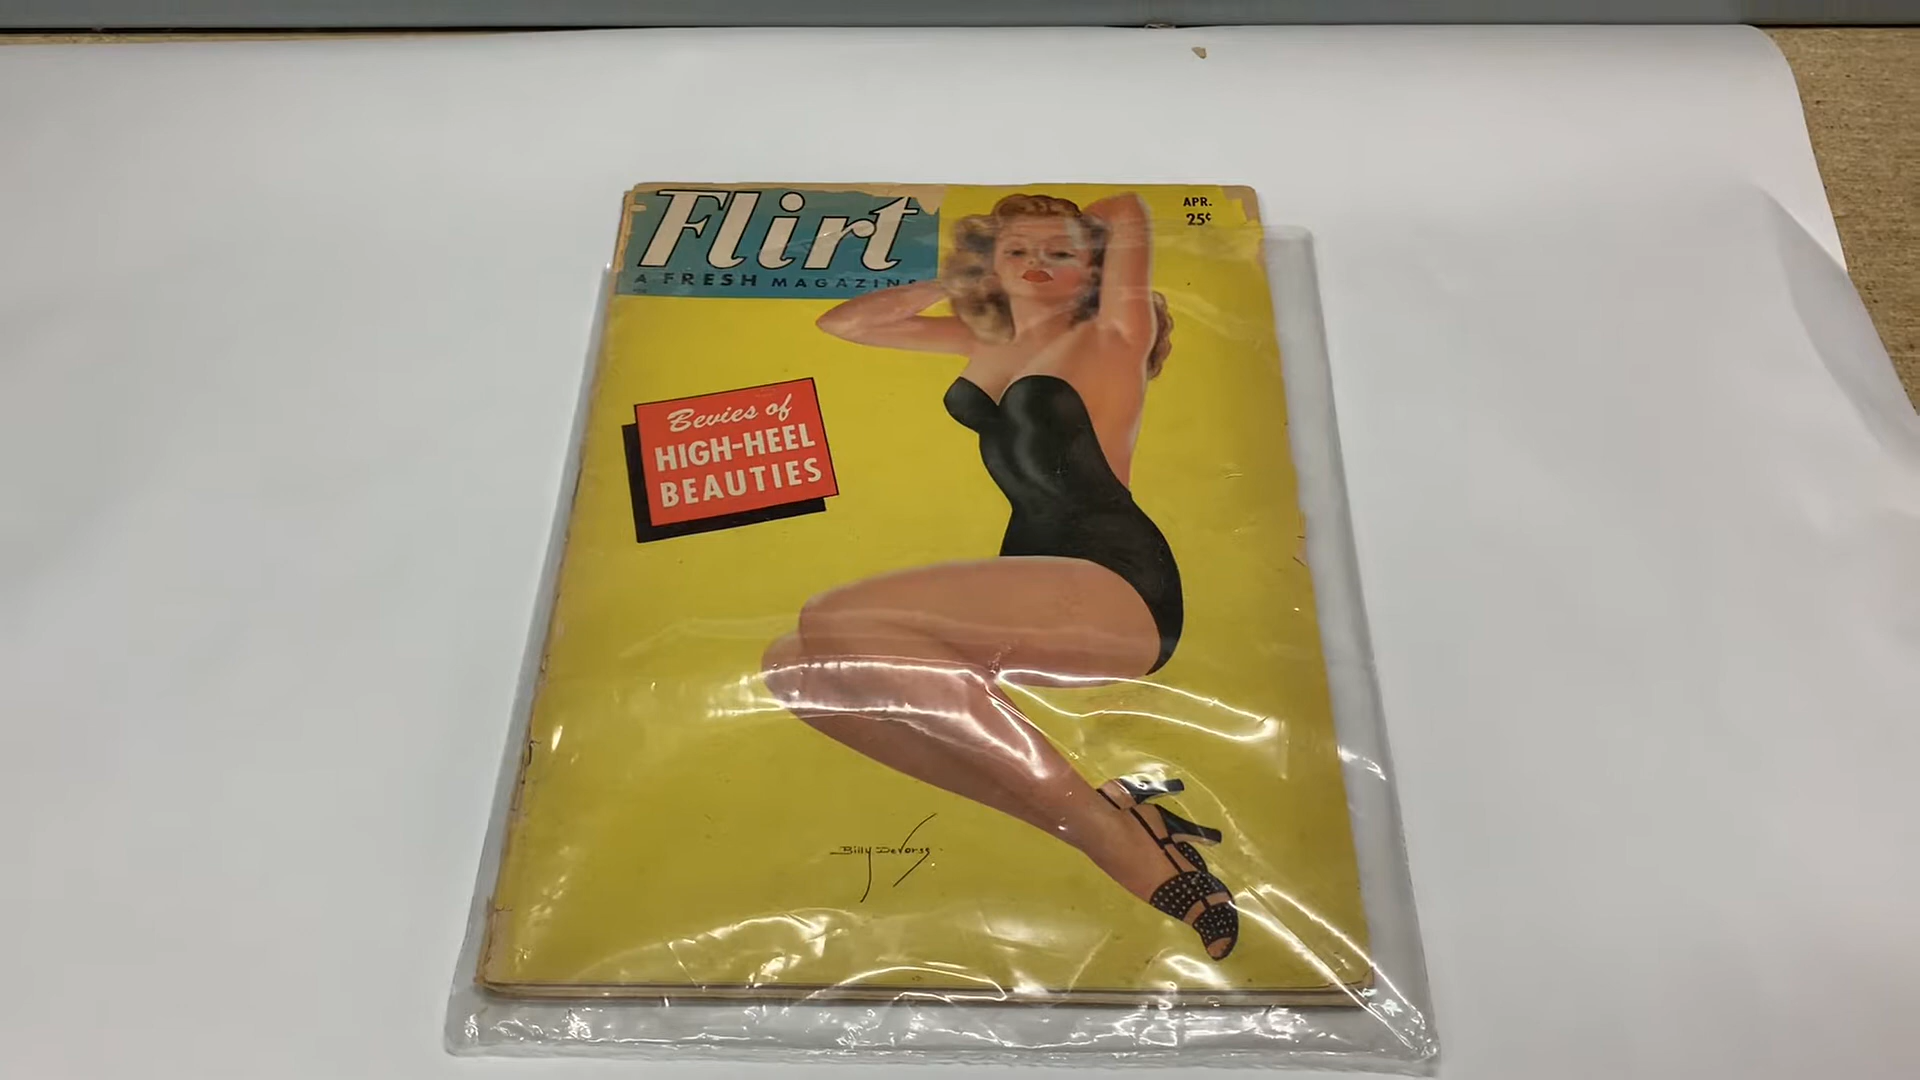 Flirt
A FRESH MAGAZINE
APR.
25¢
Bevies of
HIGH-HEEL
BEAUTIES
Billy DeVorss